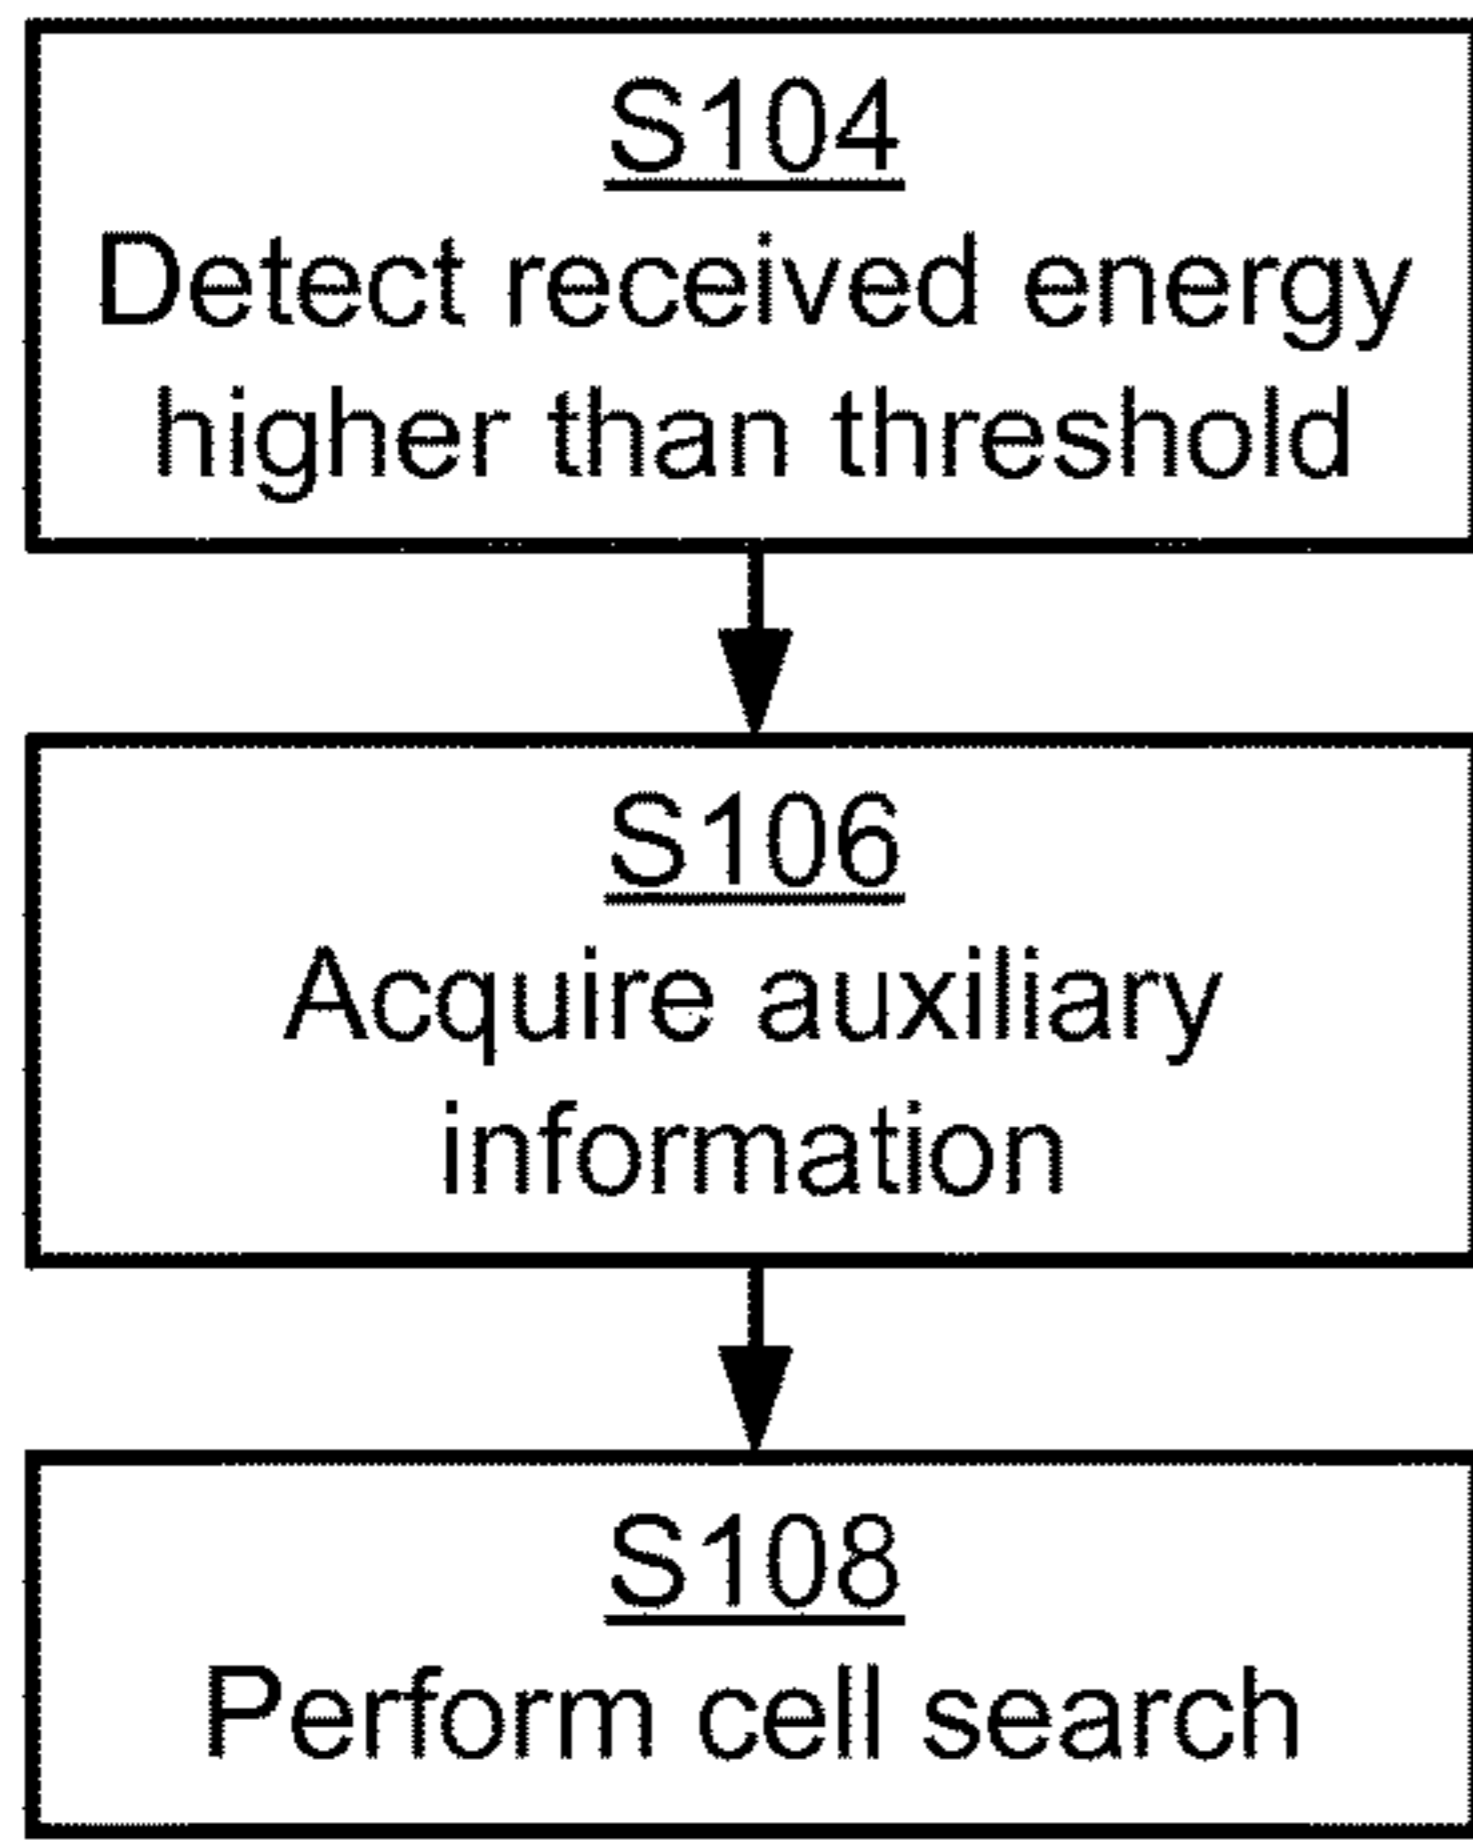 S104
Detect received energy
higher than threshold
S106
Acquire auxiliary
information
S108
Perform cell search